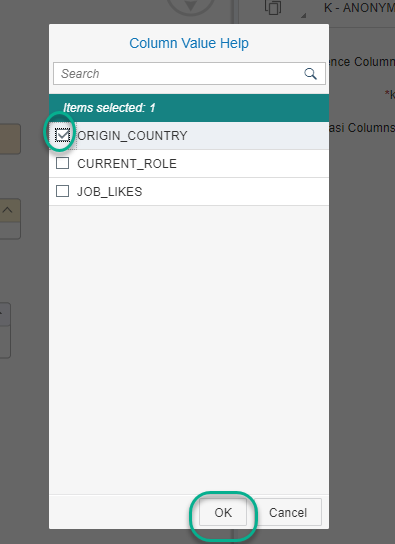 K - ANONYM
Column Value Help
Search
ence Column
Items selected: 1
*K
asi Columns
ORIGIN_COUNTRY
CURRENT_ROLE
JOB_LIKES
OK
Cancel